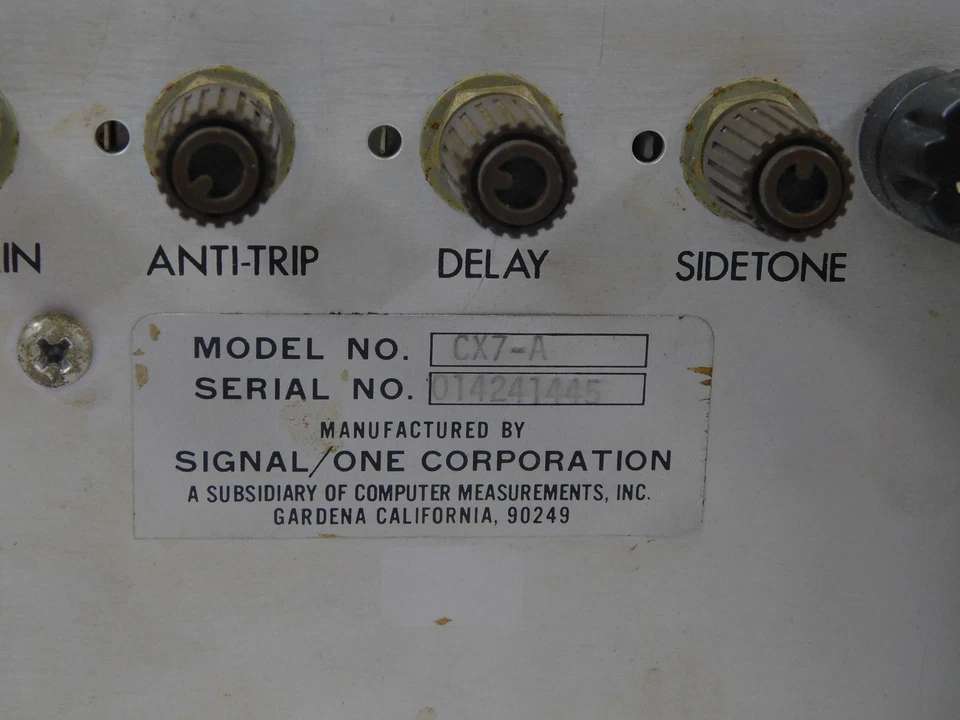 IN ANTI-TRIP DELAY SIDETONE
MODEL NO. CX7-A
SERIAL NO. 014241445
MANUFACTURED BY
SIGNAL/ONE CORPORATION
A SUBSIDIARY OF COMPUTER MEASUREMENTS, INC.
GARDENA CALIFORNIA, 90249